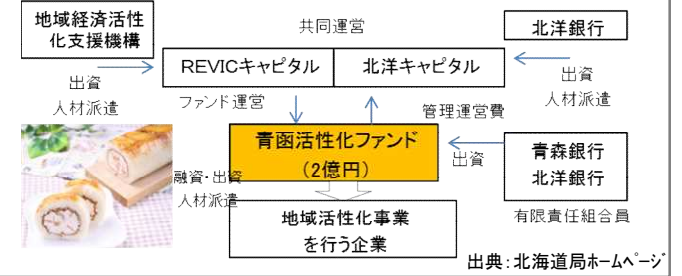 地域経済活性
化支援機構
共同運営
北洋銀行
REVICキャピタル
北洋キャピタル
出資
人材派遣
出資
人材派遣
ファンド運営
管理運営費
青函活性化ファンド
(2億円)
出資
青森銀行
北洋銀行
融資・出資
人材派遣
有限責任組合員
地域活性化事業
を行う企業
出典:北海道局ホームページ